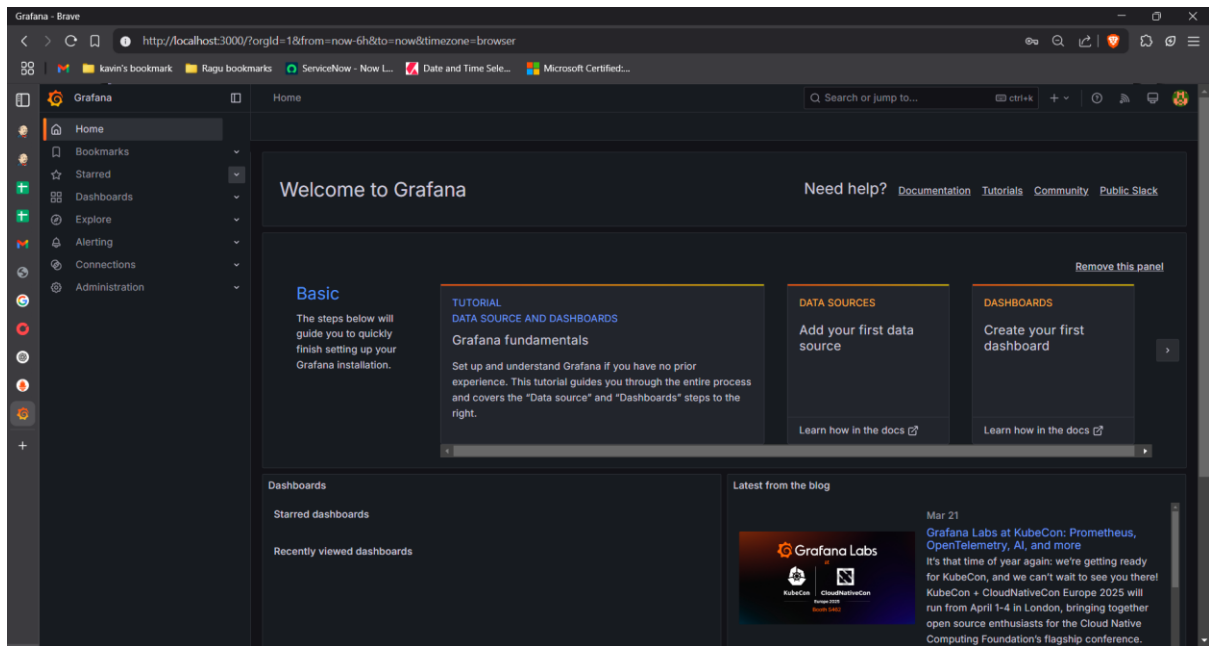 Grafana - Brave
http://localhost:3000/?orgId=1&from=now-6h&to=now&timezone=browser
kavin's bookmark
Ragu bookmarks
ServiceNow - Now L...
Date and Time Sele...
Microsoft Certified:...
Grafana
Home
Search or jump to...
ctrl+k
Home
Bookmarks
Starred
Dashboards
Explore
Alerting
Connections
Administration
Welcome to Grafana
Need help?
Documentation
Tutorials
Community
Public Slack
Remove this panel
Basic
The steps below will
guide you to quickly
finish setting up your
Grafana installation.
TUTORIAL
DATA SOURCE AND DASHBOARDS
Grafana fundamentals
Set up and understand Grafana if you have no prior
experience. This tutorial guides you through the entire process
and covers the “Data source” and “Dashboards” steps to the
right.
DATA SOURCES
Add your first data
source
Learn how in the docs
DASHBOARDS
Create your first
dashboard
Learn how in the docs
Dashboards
Starred dashboards
Recently viewed dashboards
Latest from the blog
Grafana Labs
at
KubeCon
CloudNativeCon
Europe 2025
Mar 21
Grafana Labs at KubeCon: Prometheus,
OpenTelemetry, AI, and more
It's that time of year again: we're getting ready
for KubeCon, and we can't wait to see you there!
KubeCon + CloudNativeCon Europe 2025 will
run from April 1-4 in London, bringing together
open source enthusiasts for the Cloud Native
Computing Foundation's flagship conference.